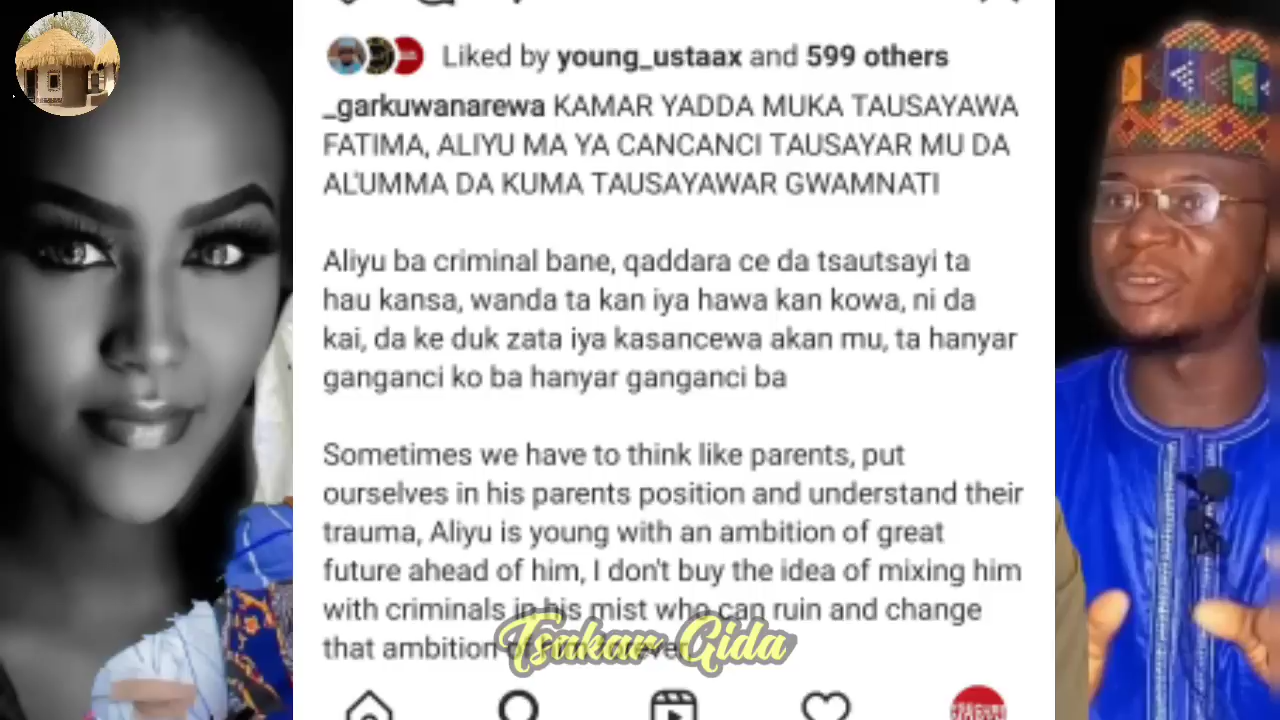 Liked by young_ustaax and 599 others
_garkuwanarewa KAMAR YADDA MUKA TAUSAYAWA
FATIMA, ALIYU MA YA CANCANCI TAUSAYAR MU DA
AL'UMMA DA KUMA TAUSAYAWAR GWAMNATI
Aliyu ba criminal bane, qaddara ce da tsautsayi ta
hau kansa, wanda ta kan iya hawa kan kowa, ni da
kai, da ke duk zata iya kasancewa akan mu, ta hanyar
ganganci ko ba hanyar ganganci ba
Sometimes we have to think like parents, put
ourselves in his parents position and understand their
trauma, Aliyu is young with an ambition of great
future ahead of him, I don't buy the idea of mixing him
with criminals in his mist who can ruin and change
that ambition
Tsakar Gida